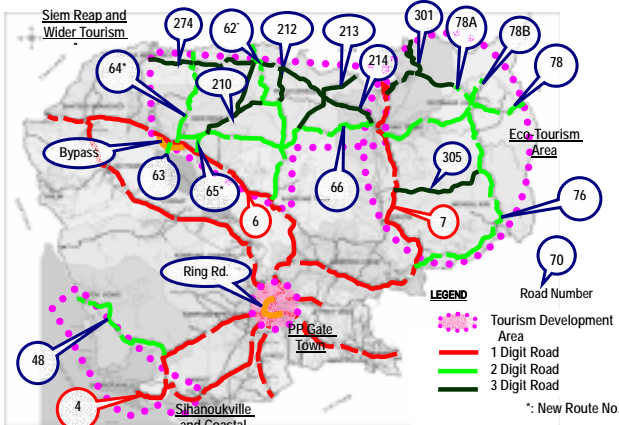 Siem Reap and
Wider Tourism
274
62*
212
213
301
78A
78B
64*
210
214
78
Bypass
Eco Tourism
Area
63
65*
66
305
76
6
7
Ring Rd.
70
Road Number
LEGEND
PP Gate
Town
Tourism Development
Area
48
1 Digit Road
2 Digit Road
3 Digit Road
4
Sihanoukville
and Coastal
*: New Route No.